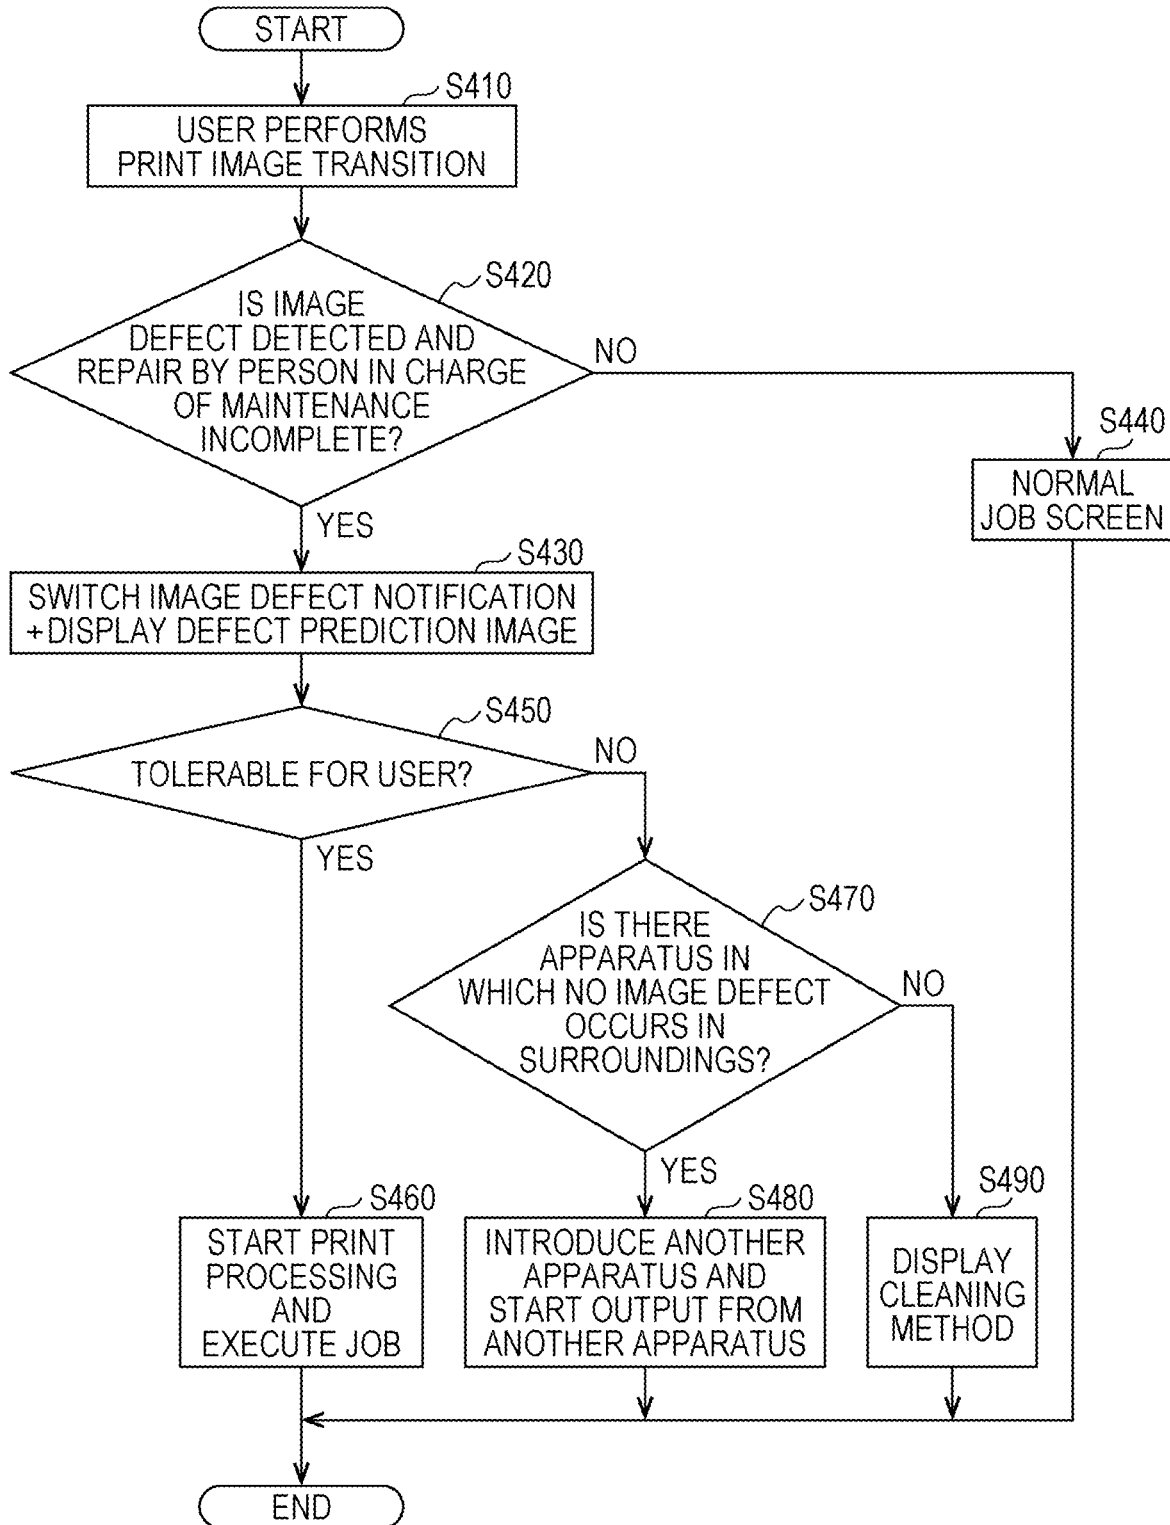 START
S410
USER PERFORMS
PRINT IMAGE TRANSITION
S420
IS IMAGE
DEFECT DETECTED AND
REPAIR BY PERSON IN CHARGE
OF MAINTENANCE
INCOMPLETE?
NO
YES
S440
NORMAL
JOB SCREEN
S430
SWITCH IMAGE DEFECT NOTIFICATION
+DISPLAY DEFECT PREDICTION IMAGE
S450
TOLERABLE FOR USER?
NO
YES
S470
IS THERE
APPARATUS IN
WHICH NO IMAGE DEFECT
OCCURS IN
SURROUNDINGS?
NO
YES
S460
START PRINT
PROCESSING
AND
EXECUTE JOB
S480
INTRODUCE ANOTHER
APPARATUS AND
START OUTPUT FROM
ANOTHER APPARATUS
S490
DISPLAY
CLEANING
METHOD
END